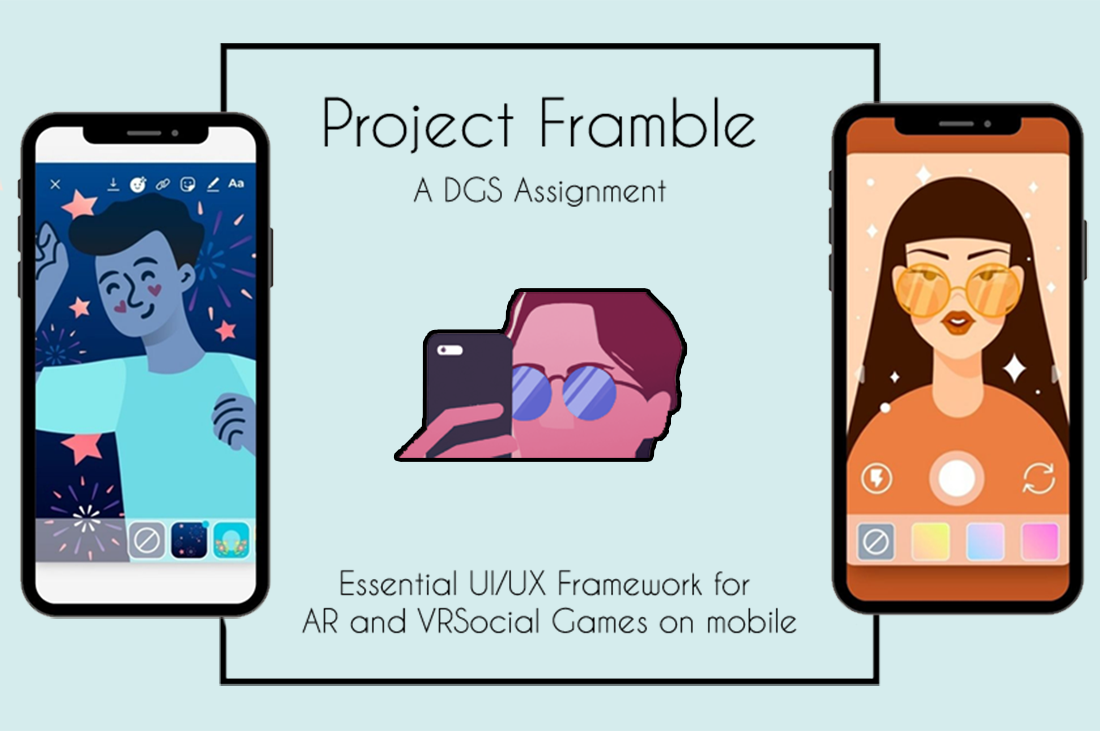 Project Framble
A DGS Assignment
Aa
Essential UI/UX Framework for
AR and VRSocial Games on mobile